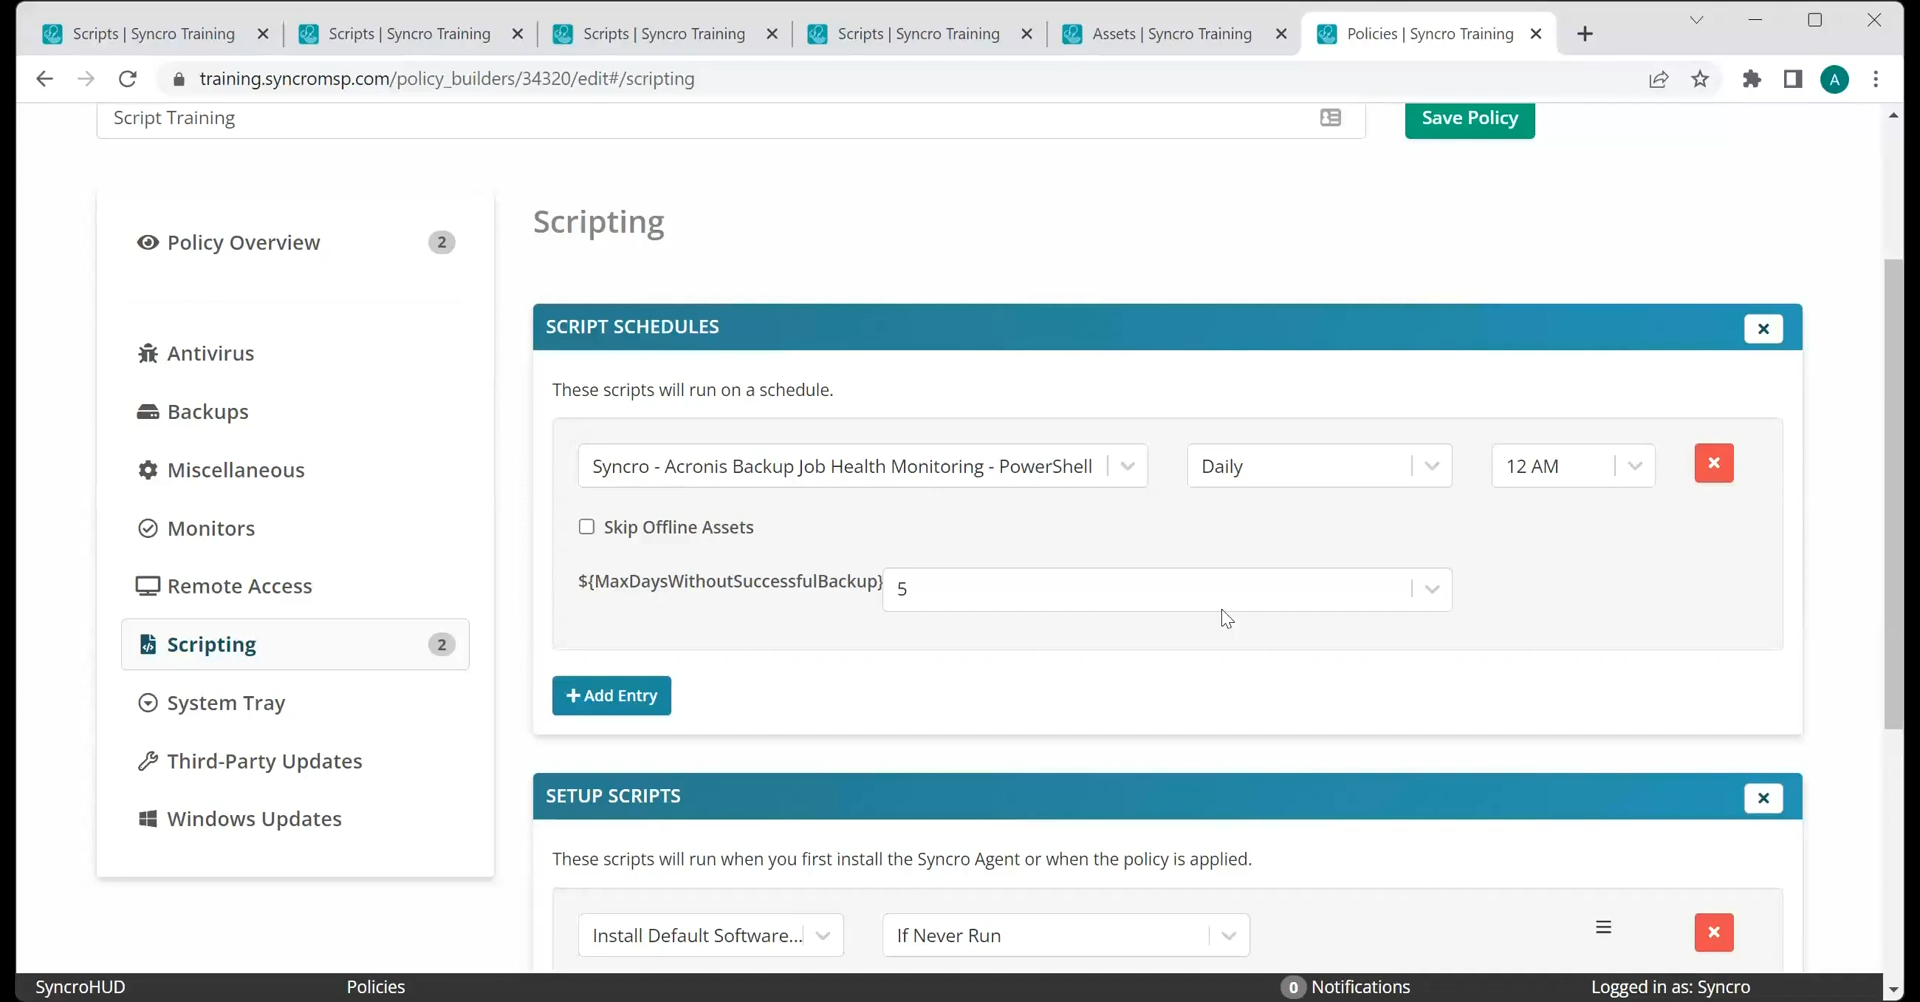 Scripts | Syncro Training
Scripts | Syncro Training
Scripts | Syncro Training
Scripts | Syncro Training
Assets | Syncro Training
Policies | Syncro Training
training.syncromsp.com/policy_builders/34320/edit#/scripting
A
Script Training
Save Policy
Policy Overview 2
Antivirus
Backups
Miscellaneous
Monitors
Remote Access
Scripting 2
System Tray
Third-Party Updates
Windows Updates
Scripting
SCRIPT SCHEDULES
These scripts will run on a schedule.
Syncro - Acronis Backup Job Health Monitoring - PowerShell
Daily
12 AM
Skip Offline Assets
${MaxDaysWithoutSuccessfulBackup}
5
+ Add Entry
SETUP SCRIPTS
These scripts will run when you first install the Syncro Agent or when the policy is applied.
Install Default Software...
If Never Run
SyncroHUD
Policies
0 Notifications
Logged in as: Syncro